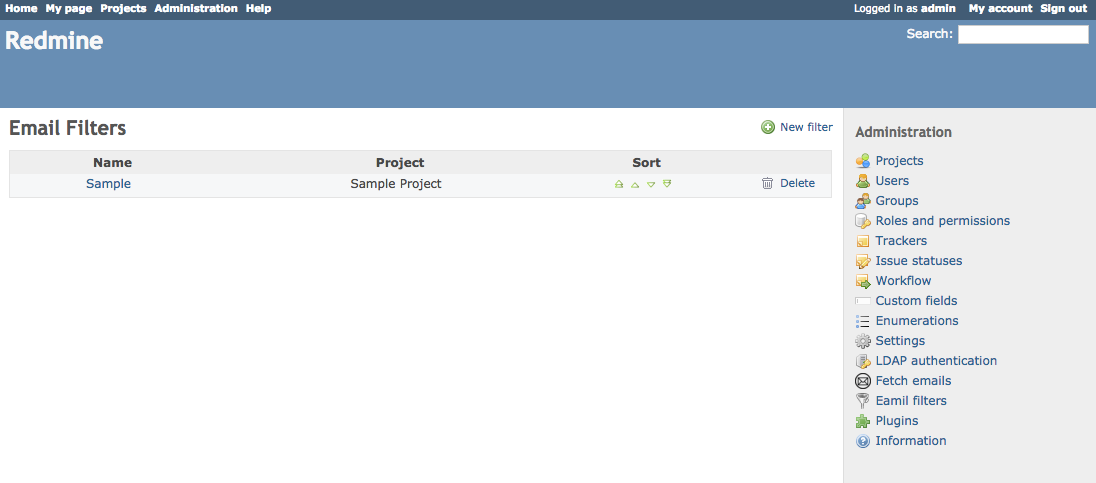 Home My page Projects Administration Help Logged in as admin My account Sign out
Redmine Search:
Email Filters New filter
Name Project Sort
Sample Sample Project Delete
Administration
Projects
Users
Groups
Roles and permissions
Trackers
Issue statuses
Workflow
Custom fields
Enumerations
Settings
LDAP authentication
Fetch emails
Eamil filters
Plugins
Information